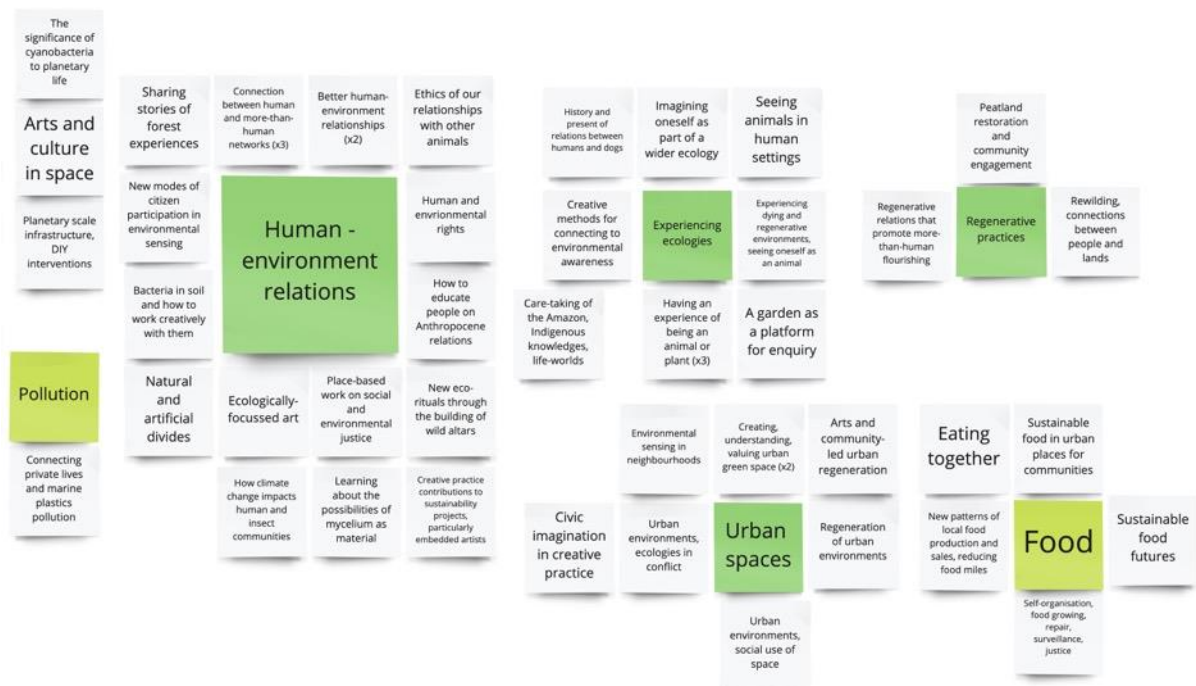 The
significance of
cyanobacteria
to planetary
life
Arts and
culture
in space
Planetary scale
infrastructure,
DIY
interventions
Pollution
Connecting
private lives
and marine
plastics
pollution
Sharing
stories of
forest
experiences
Connection
between human
and more-than-
human
networks (x3)
Better human-
environment
relationships
(x2)
Ethics of our
relationships
with other
animals
New modes of
citizen
participation in
environmental
sensing
Human -
environment
relations
Human and
envrionmental
rights
Bacteria in soil
and how to
work creatively
with them
How to
educate
people on
Anthropocene
relations
Natural
and
artificial
divides
Ecologically-
focussed art
Place-based
work on social
and
environmental
justice
New eco-
rituals through
the building of
wild altars
How climate
change impacts
human and
insect
communities
Learning
about the
possibilities of
mycelium as
material
Creative practice
contributions to
sustainability
projects,
particularly
embedded artists
History and
present of
relations between
humans and dogs
Imagining
oneself as
part of a
wider ecology
Seeing
animals in
human
settings
Creative
methods for
connecting to
environmental
awareness
Experiencing
ecologies
Experiencing
dying and
regenerative
environments,
seeing oneself as
an animal
Care-taking of
the Amazon,
Indigenous
knowledges,
life-worlds
Having an
experience of
being an
animal or
plant (x3)
A garden as
a platform
for enquiry
Peatland
restoration
and
community
engagement
Regenerative
relations that
promote more-
than-human
flourishing
Regenerative
practices
Rewilding,
connections
between
people and
lands
Environmental
sensing in
neighbourhoods
Creating,
understanding,
valuing urban
green space (x2)
Arts and
community-
led urban
regeneration
Civic
imagination
in creative
practice
Urban
environments,
ecologies in
conflict
Urban
spaces
Regeneration
of urban
environments
Urban
environments,
social use of
space
Eating
together
Sustainable
food in urban
places for
communities
New patterns of
local food
production and
sales, reducing
food miles
Food
Sustainable
food
futures
Self-organisation,
food growing,
repair,
surveillance,
justice